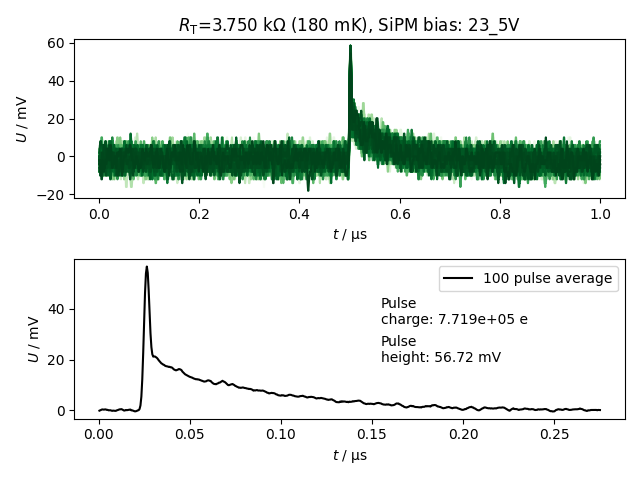 R_T=3.750 kΩ (180 mK), SiPM bias: 23_5V
60
40
20
0
−20
U / mV
0.0 0.2 0.4 0.6 0.8 1.0
t / µs
100 pulse average
Pulse
charge: 7.719e+05 e
Pulse
height: 56.72 mV
40
20
0
U / mV
0.00 0.05 0.10 0.15 0.20 0.25
t / µs